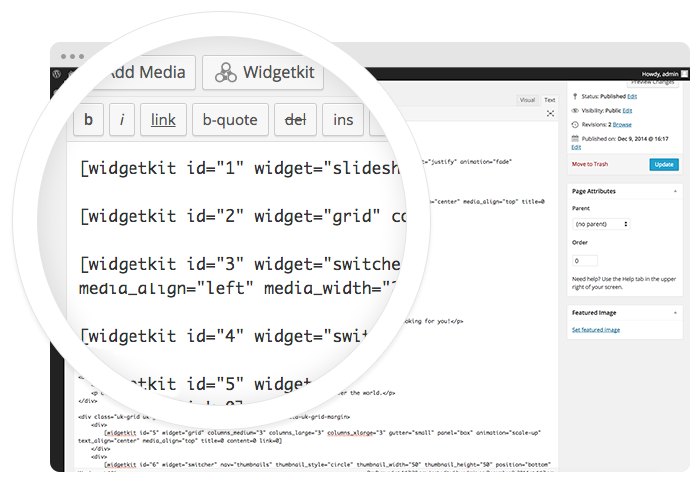 Howdy, admin
Add Media
Widgetkit
b
i
link
b-quote
del
ins
Visual
Text
[widgetkit id="1" widget="slidesh
="justify" animation="fade"
[widgetkit id="2" widget="grid" co
"center" media_align="top" title=0
[widgetkit id="3" widget="switche
media_align="left" media_width="
[widgetkit id="4" widget="swit
ooking for you!</p>
[widgetkit id="5" widge
er the world.</p>
</div>
<div class="uk-grid
-uk-grid-margin>
<div>
[widgetkit id="5" widget="grid" columns_medium="3" columns_large="3" columns_xlarge="3" gutter="small" panel="box" animation="scale-up"
text_align="center" media_align="top" title=0 content=0 link=0]
</div>
<div>
[widgetkit id="6" widget="switcher" nav="thumbnails" thumbnail_style="circle" thumbnail_width="50" thumbnail_height="50" position="bottom"
Preview Changes
Status: Published Edit
Visibility: Public Edit
Revisions: 2 Browse
Published on: Dec 9, 2014 @ 16:17
Edit
Move to Trash
Update
Page Attributes
Parent
(no parent)
Order
0
Need help? Use the Help tab in the upper
right of your screen.
Featured Image
Set featured image